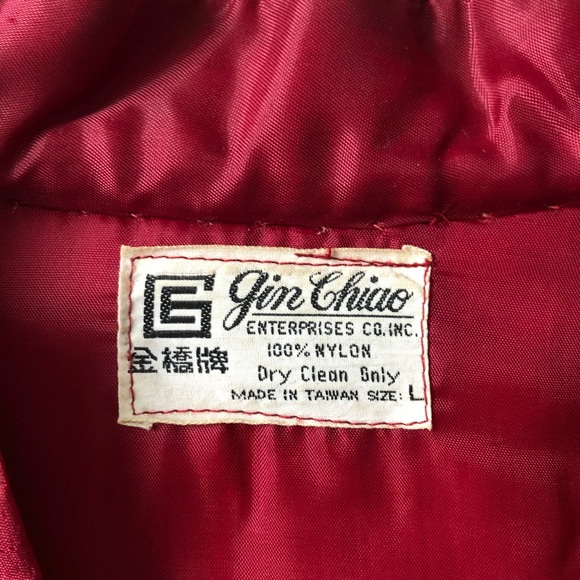 G gin Chiao
ENTERPRISES CO.INC.
金橋牌 100% NYLON
Dry Clean Only
MADE IN TAIWAN SIZE: L